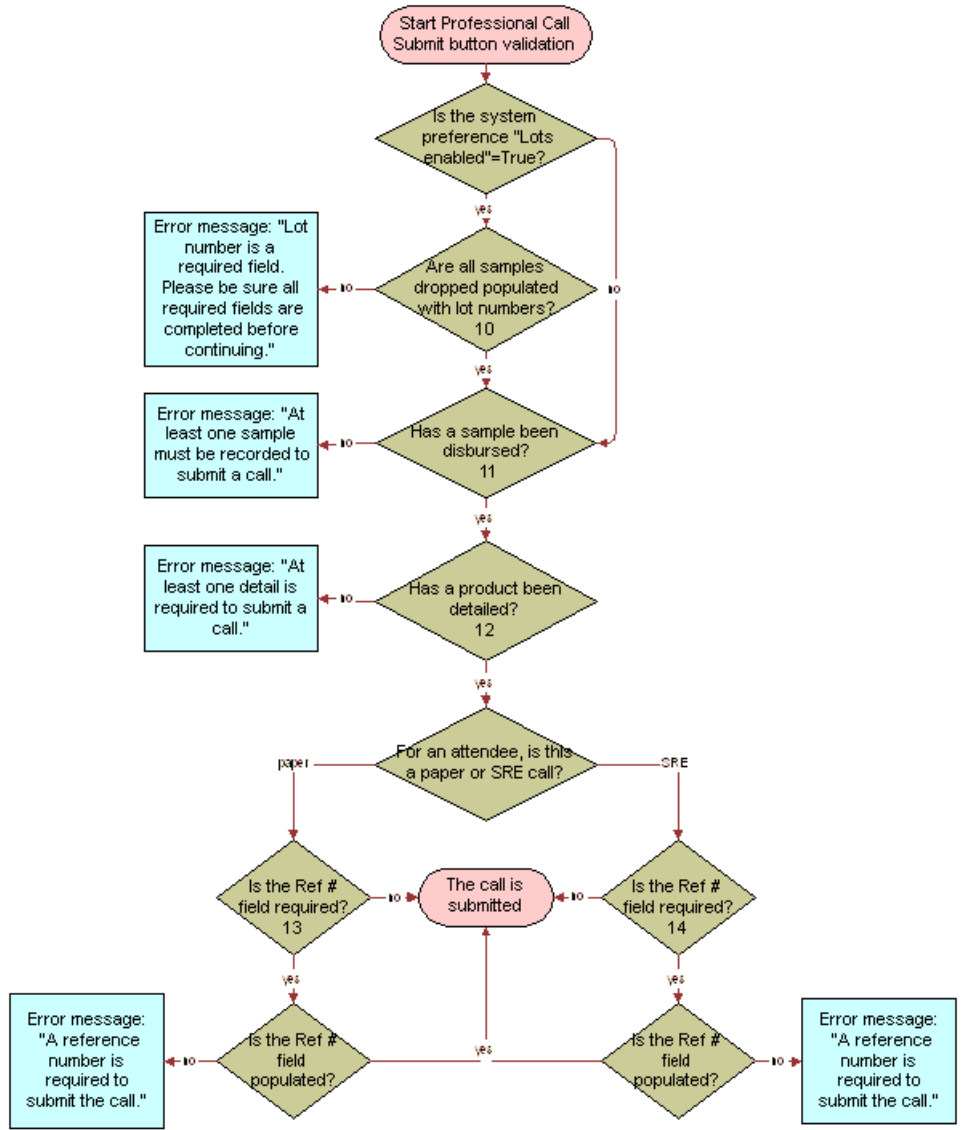 Start Professional Call
Submit button validation
Is the system
preference "Lots
enabled"=True?
yes
no
Error message: "Lot
number is a
required field.
Please be sure all
required fields are
completed before
continuing."
no
Are all samples
dropped populated
with lot numbers?
10
yes
Error message: "At
least one sample
must be recorded to
submit a call."
no
Has a sample been
disbursed?
11
yes
Error message: "At
least one detail is
required to submit a
call."
no
Has a product been
detailed?
12
yes
For an attendee, is this
a paper or SRE call?
paper
SRE
Is the Ref #
field required?
13
no
The call is
submitted
no
Is the Ref #
field required?
14
yes
yes
Error message:
"A reference
number is
required to
submit the call."
no
Is the Ref #
field
populated?
yes
Is the Ref #
field
populated?
no
Error message:
"A reference
number is
required to
submit the call."